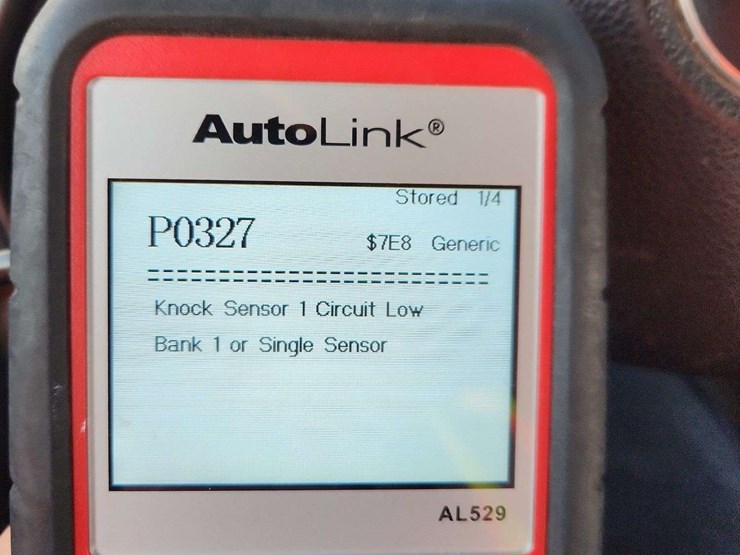 AutoLink®
Stored 1/4
P0327 $7E8 Generic
==============================
Knock Sensor 1 Circuit Low
Bank 1 or Single Sensor
AL529